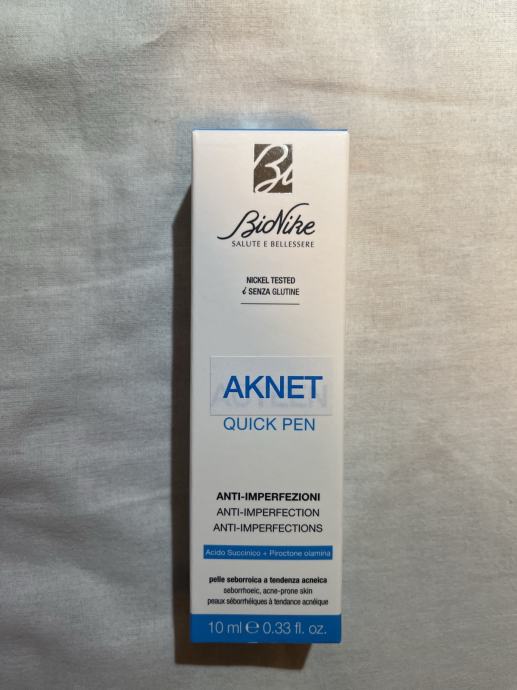 Bi
BioNike
SALUTE E BELLESSERE
NICKEL TESTED
i SENZA GLUTINE
AKNET
QUICK PEN
ANTI-IMPERFEZIONI
ANTI-IMPERFECTION
ANTI-IMPERFECTIONS
Acido Succinico + Piroctone olamina
pelle seborroica a tendenza acneica
seborrhoeic, acne-prone skin
peaux séborrhéiques à tendance acnéique
10 ml ℮ 0.33 fl. oz.